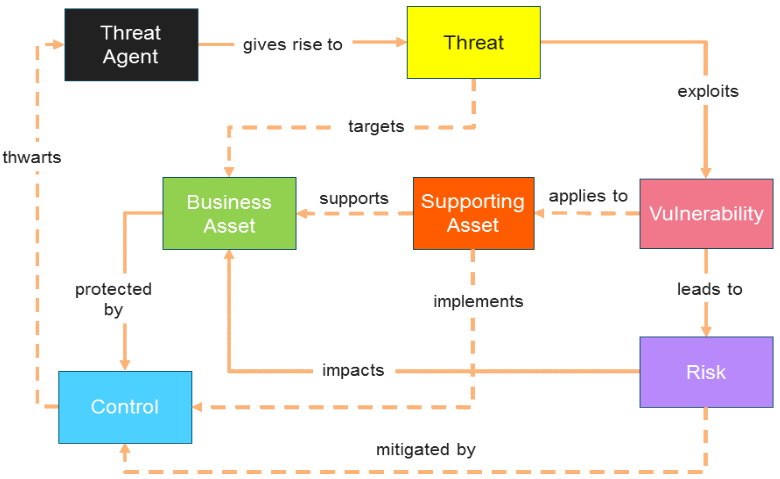 Threat
Agent
gives rise to
Threat
exploits
targets
thwarts
Business
Asset
supports
Supporting
Asset
applies to
Vulnerability
protected
by
implements
leads to
impacts
Risk
Control
mitigated by